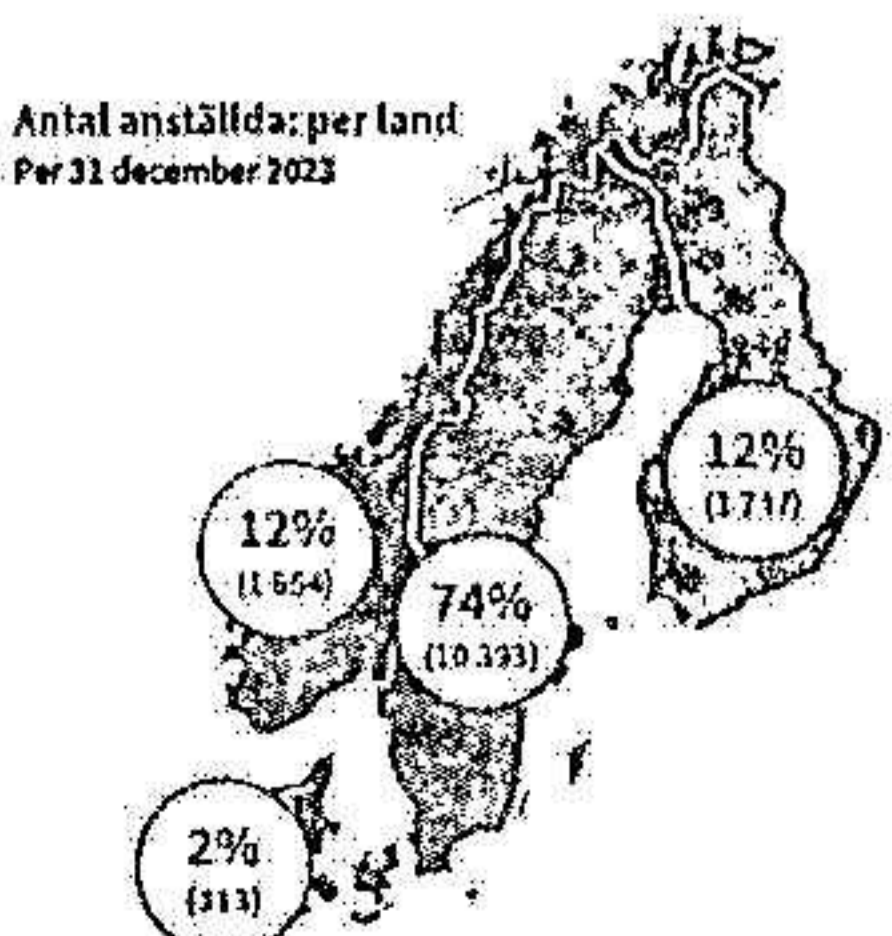 Antal anställda: per land
Per 31 december 2023
12%
12%
74%
2%
(313)